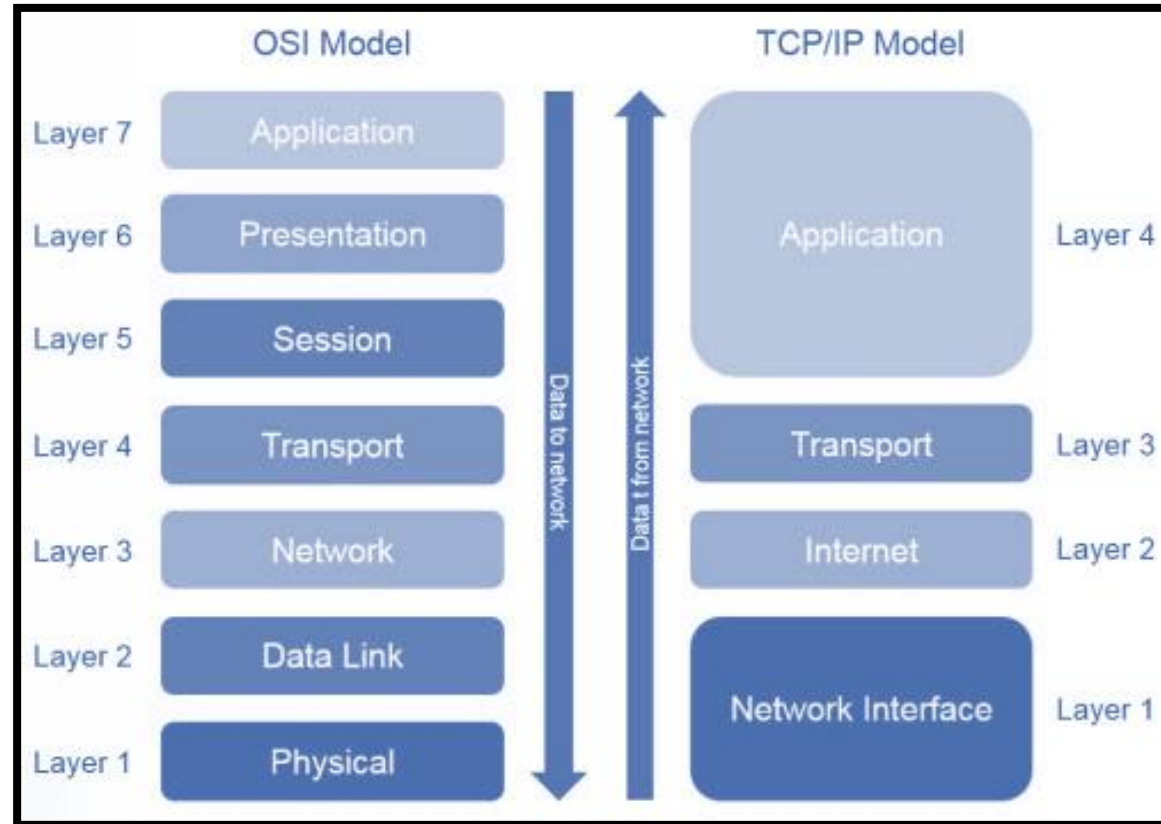 OSI Model
TCP/IP Model
Layer 7
Application
Layer 6
Presentation
Layer 5
Session
Layer 4
Transport
Layer 3
Network
Layer 2
Data Link
Layer 1
Physical
Data to network
Data t from network
Application
Layer 4
Transport
Layer 3
Internet
Layer 2
Network Interface
Layer 1